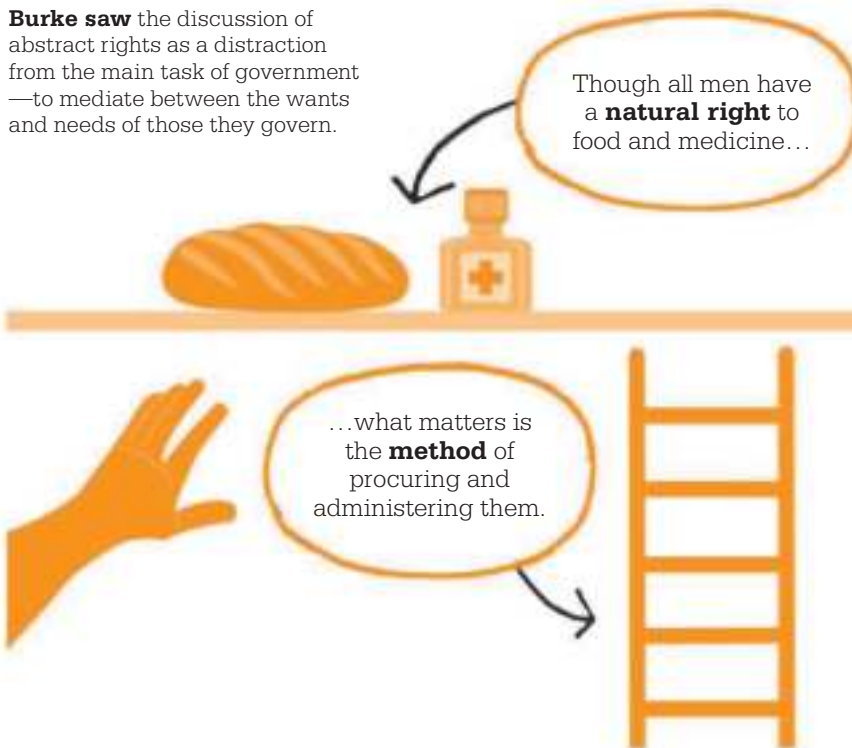 Burke saw the discussion of
abstract rights as a distraction
from the main task of government
—to mediate between the wants
and needs of those they govern.
Though all men have
a natural right to
food and medicine…
…what matters is
the method of
procuring and
administering them.